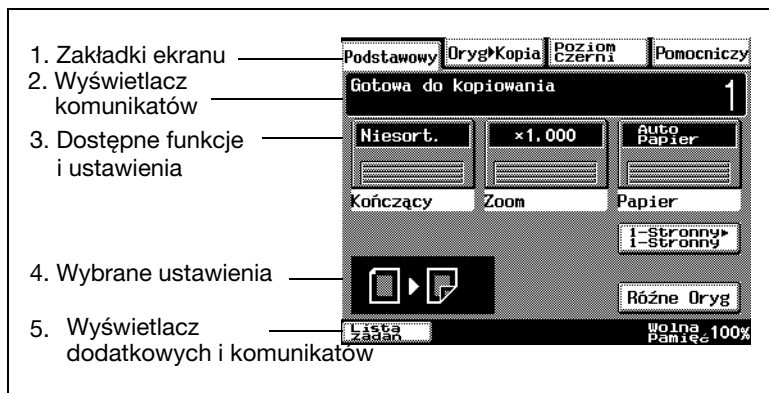 1. Zakładki ekranu
2. Wyświetlacz
komunikatów
3. Dostępne funkcje
i ustawienia
4. Wybrane ustawienia
5. Wyświetlacz
dodatkowych i komunikatów
Podstawowy Oryg▸Kopia Poziom Czerni Pomocniczy
Gotowa do kopiowania 1
Niesort. ×1.000 Auto Papier
Kończący Zoom Papier
1-Stronny▸
1-Stronny
Różne Oryg
Lista zadań Wolna Pamięć 100%